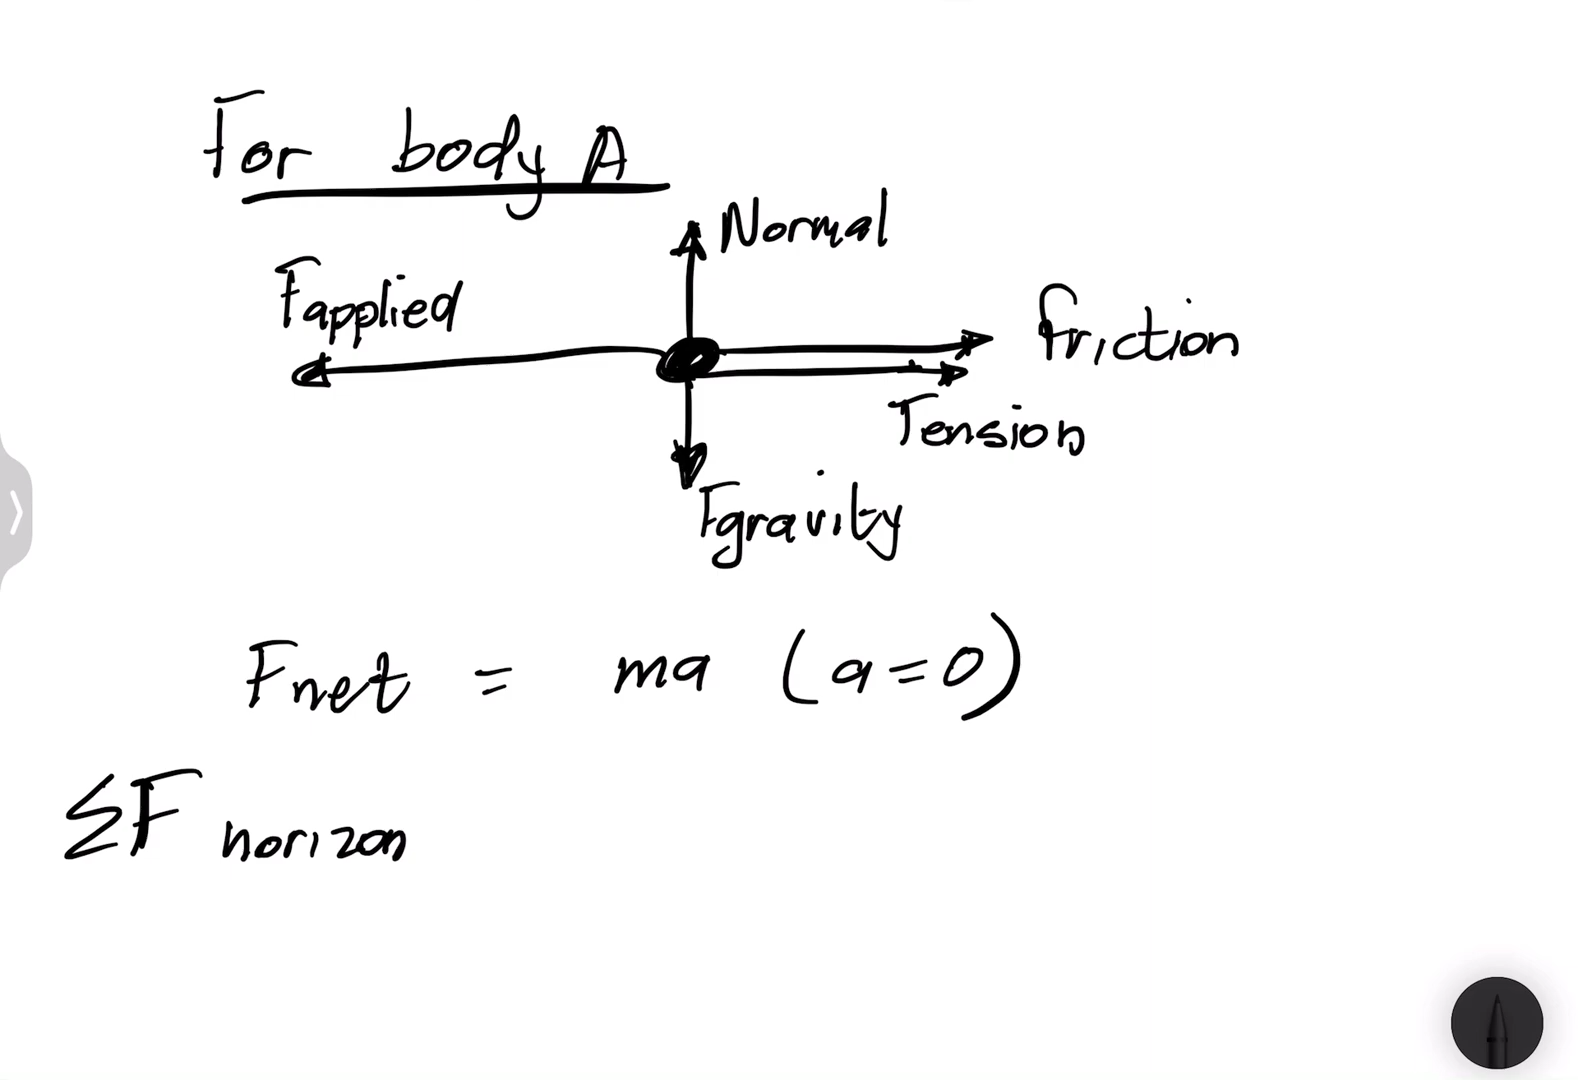 For body A
Normal
Fapplied
friction
Tension
Fgravity
Fnet = ma (a=0)
ΣF horizon